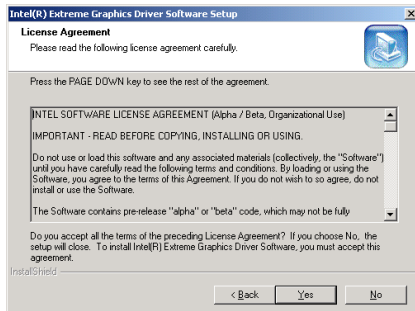 Intel(R) Extreme Graphics Driver Software Setup
License Agreement
Please read the following license agreement carefully.
Press the PAGE DOWN key to see the rest of the agreement.
INTEL SOFTWARE LICENSE AGREEMENT (Alpha / Beta, Organizational Use)
IMPORTANT - READ BEFORE COPYING, INSTALLING OR USING.
Do not use or load this software and any associated materials (collectively, the "Software")
until you have carefully read the following terms and conditions. By loading or using the
Software, you agree to the terms of this Agreement. If you do not wish to so agree, do not
install or use the Software.
The Software contains pre-release "alpha" or "beta" code, which may not be fully
Do you accept all the terms of the preceding License Agreement? If you choose No, the
setup will close. To install Intel(R) Extreme Graphics Driver Software, you must accept this
agreement.
InstallShield
< Back
Yes
No